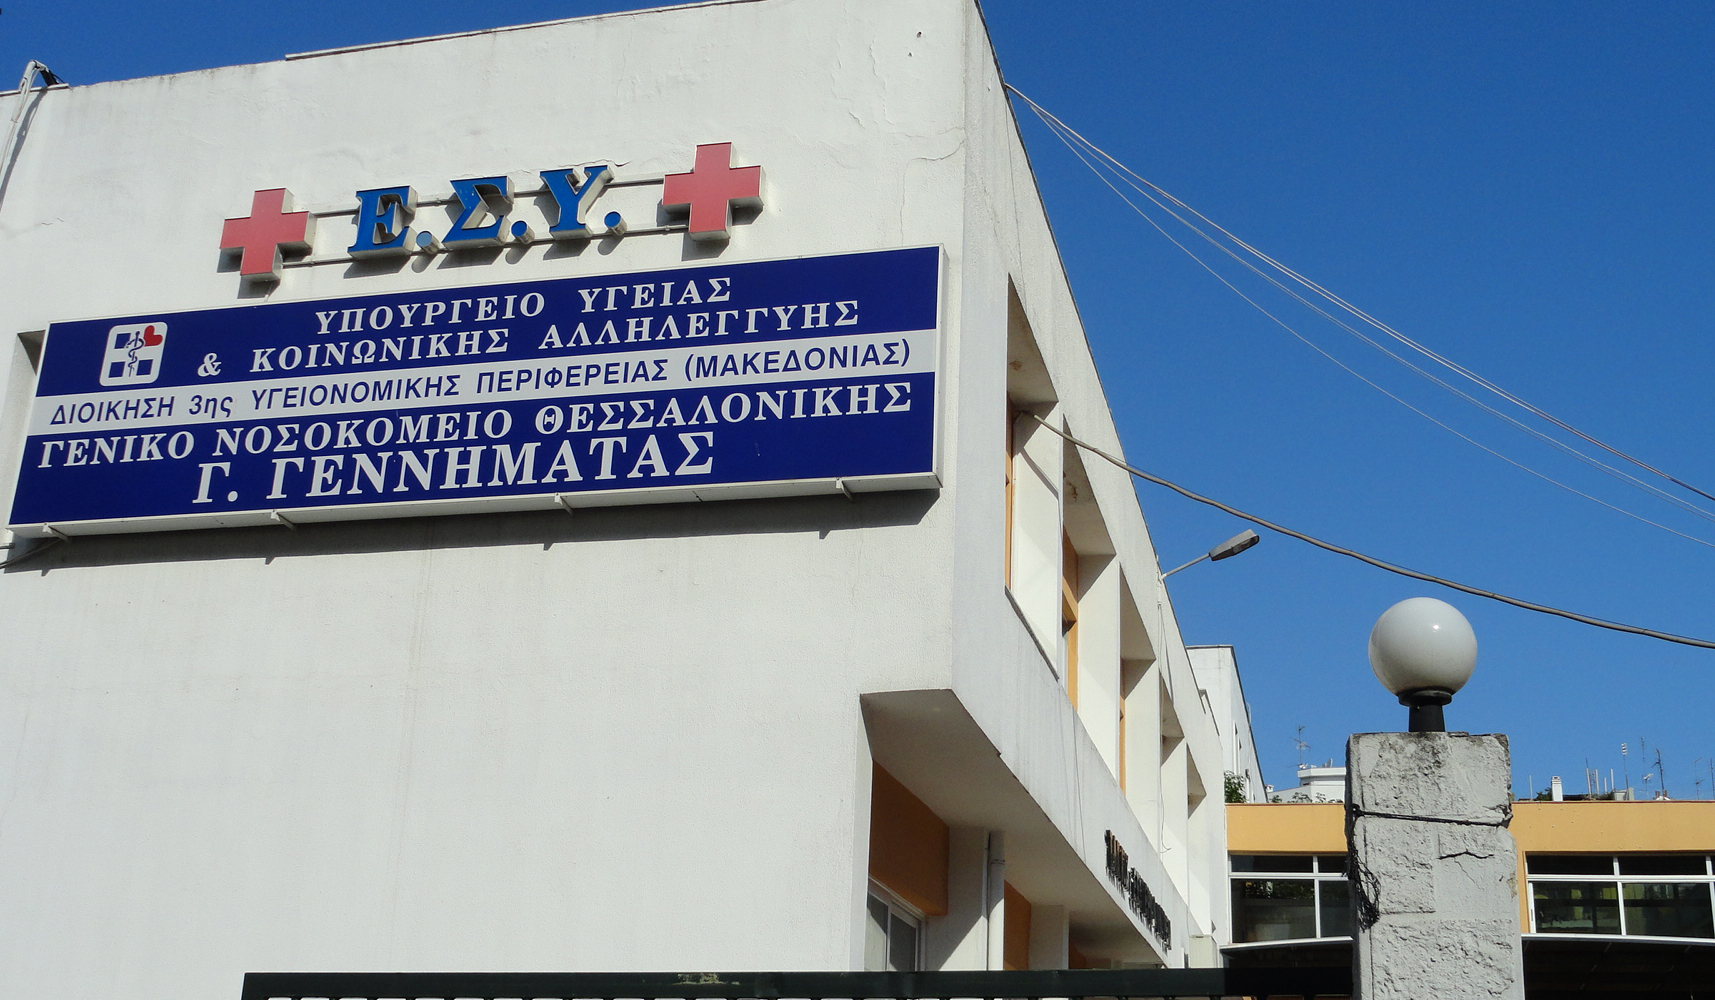 Ε.Σ.Υ.
ΥΠΟΥΡΓΕΙΟ ΥΓΕΙΑΣ
& ΚΟΙΝΩΝΙΚΗΣ ΑΛΛΗΛΕΓΓΥΗΣ
ΔΙΟΙΚΗΣΗ 3ης ΥΓΕΙΟΝΟΜΙΚΗΣ ΠΕΡΙΦΕΡΕΙΑΣ (ΜΑΚΕΔΟΝΙΑΣ)
ΓΕΝΙΚΟ ΝΟΣΟΚΟΜΕΙΟ ΘΕΣΣΑΛΟΝΙΚΗΣ
Γ. ΓΕΝΝΗΜΑΤΑΣ